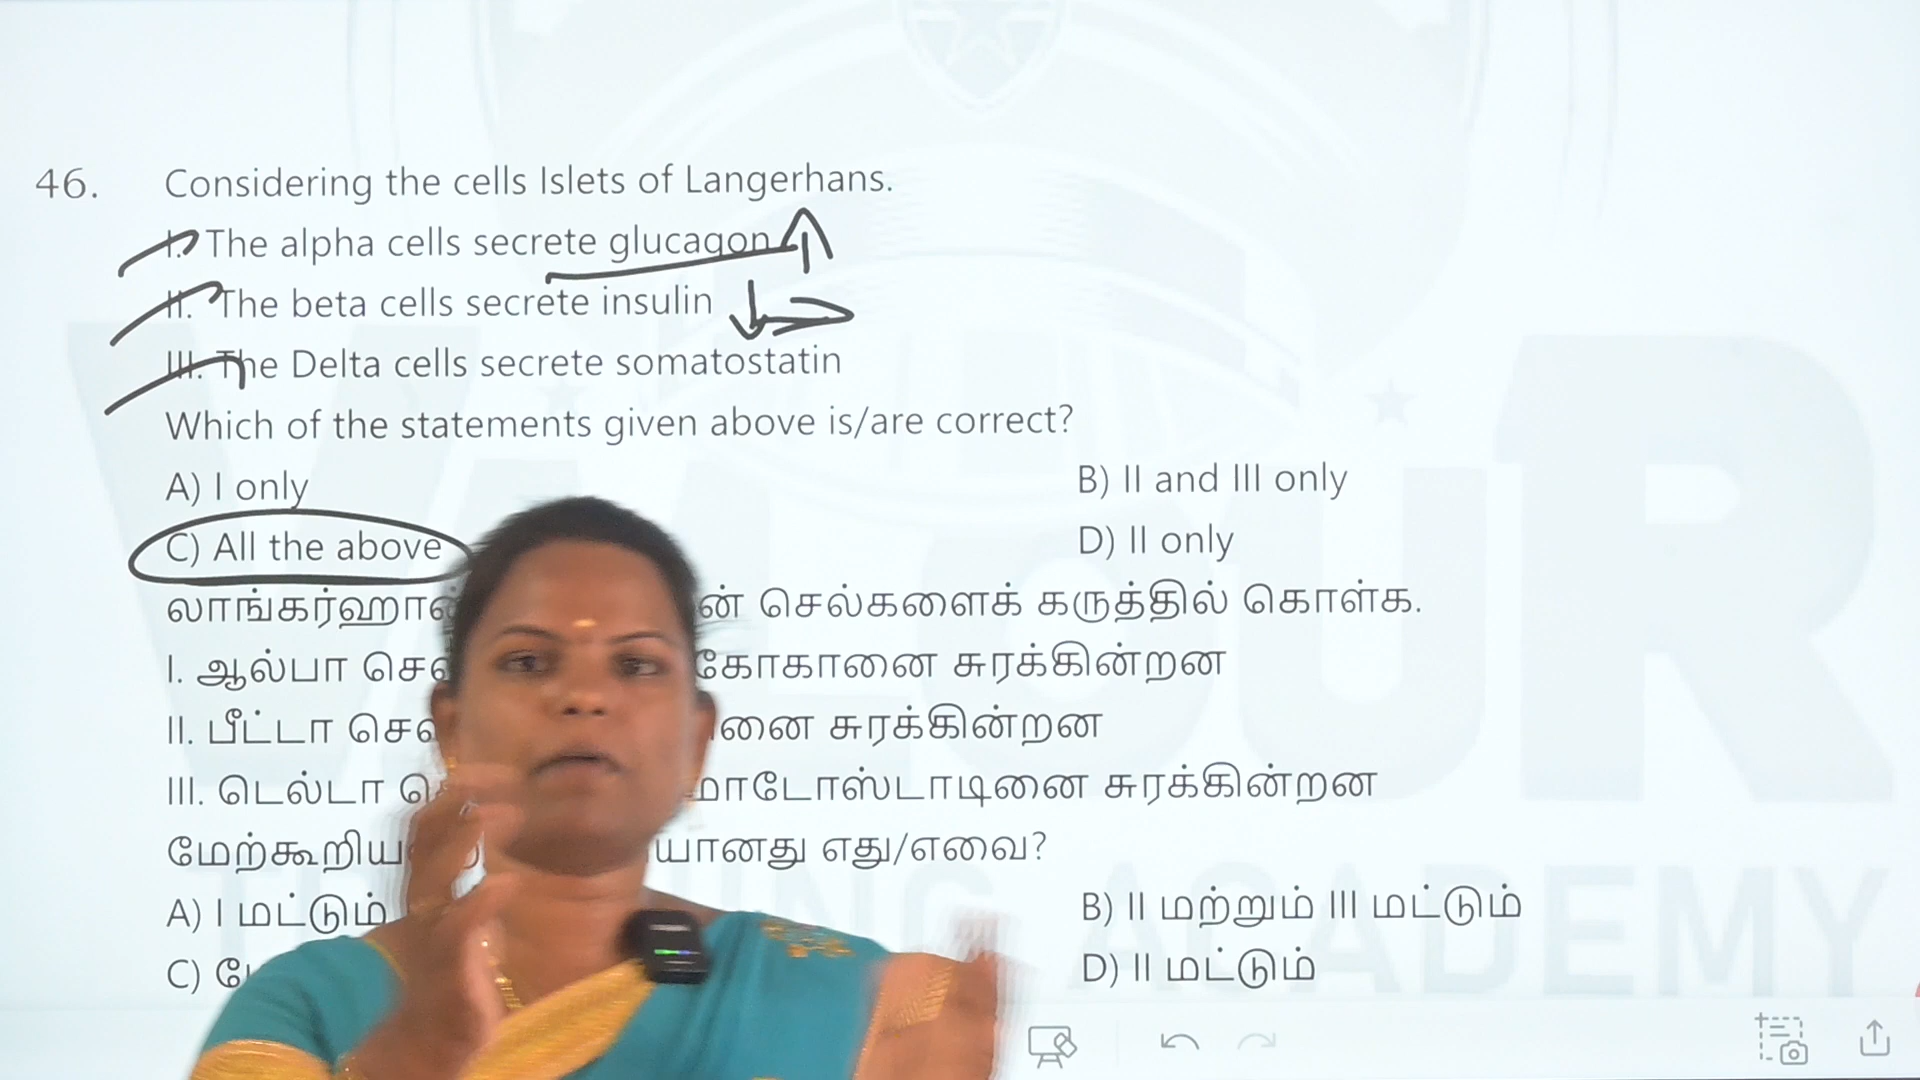 46. Considering the cells Islets of Langerhans.
I. The alpha cells secrete glucagon
II. The beta cells secrete insulin
III. The Delta cells secrete somatostatin
Which of the statements given above is/are correct?
A) I only B) II and III only
C) All the above D) II only
செல்களைக் கருத்தில் கொள்க.
I. ஆல்பா சுரக்கின்றன
II. பீட்டா சுரக்கின்றன
III. டெல்டா சுரக்கின்றன
எது/எவை?
A) I மட்டும் B) II மற்றும் III மட்டும்
C) D) II மட்டும்
ACADEMY